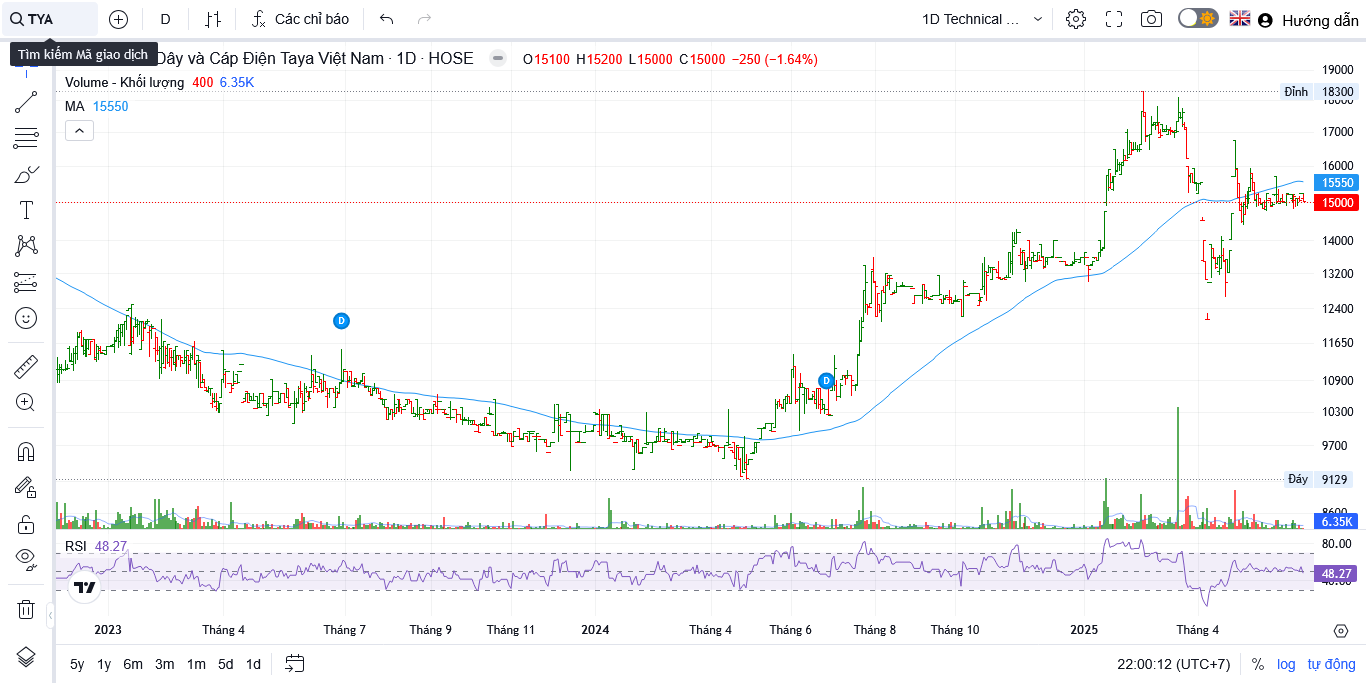 TYA D Các chỉ báo 1D Technical ... Hướng dẫn
Tìm kiếm Mã giao dịch
Dây và Cáp Điện Taya Việt Nam · 1D · HOSE O15100 H15200 L15000 C15000 −250 (−1.64%)
Volume - Khối lượng 400 6.35K
MA 15550
19000
Đỉnh 18300
18000
17000
16000
15550
15000
14000
13200
D
12400
11650
D
10900
10300
9700
Đáy 9129
8600
6.35K
RSI 48.27
80.00
48.27
40.00
2023 Tháng 4 Tháng 7 Tháng 9 Tháng 11 2024 Tháng 4 Tháng 6 Tháng 8 Tháng 10 2025 Tháng 4
5y 1y 6m 3m 1m 5d 1d 22:00:12 (UTC+7) % log tự động